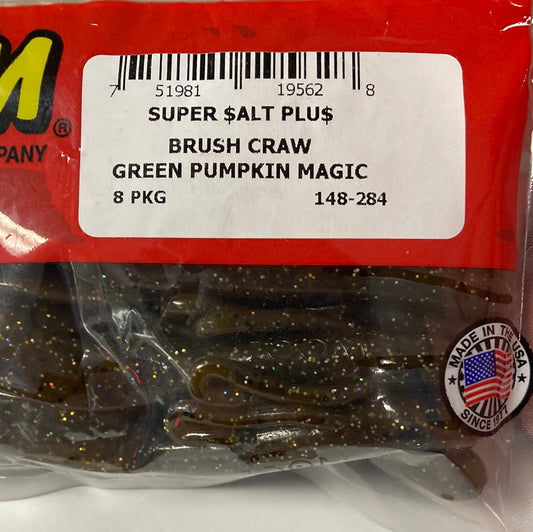 M®
PANY
7 51981 19562 8
SUPER $ALT PLU$
BRUSH CRAW
GREEN PUMPKIN MAGIC
8 PKG 148-284
MADE IN THE USA
SINCE 1977